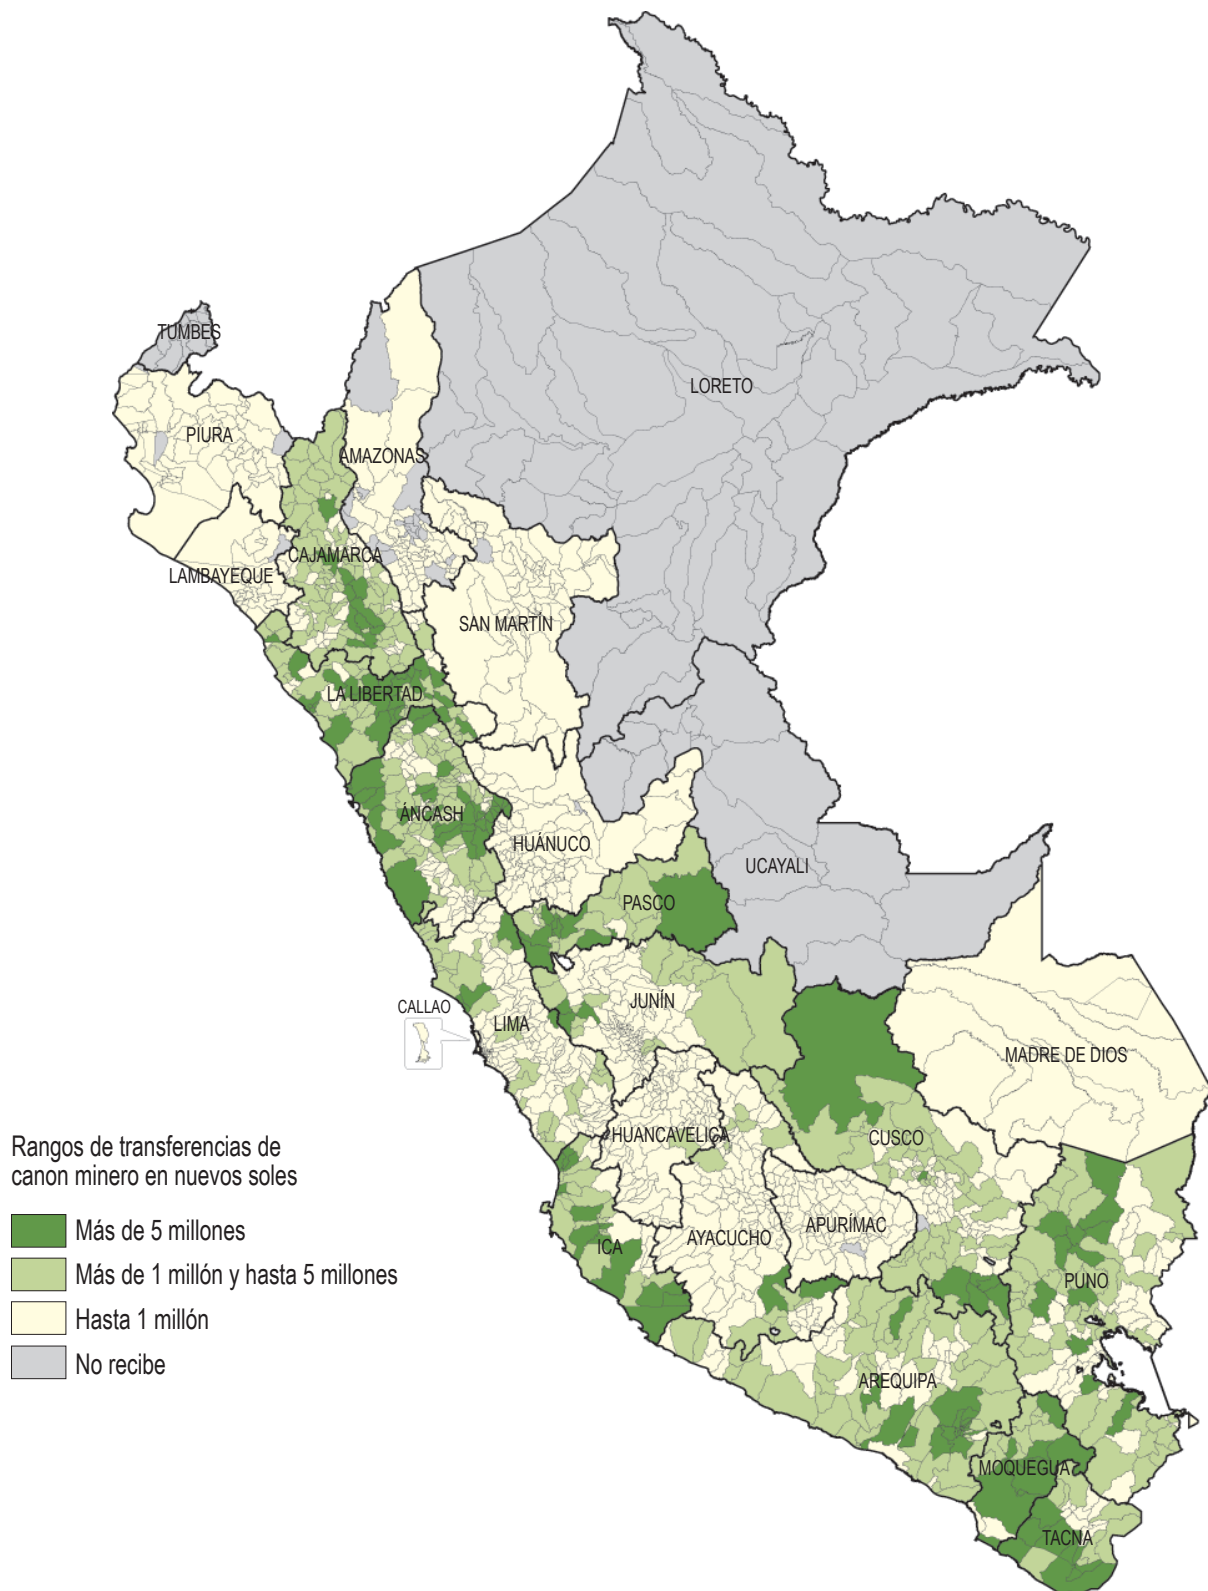 TUMBES
LORETO
PIURA
AMAZONAS
CAJAMARCA
LAMBAYEQUE
SAN MARTÍN
LA LIBERTAD
ÁNCASH
HUÁNUCO
UCAYALI
PASCO
JUNÍN
CALLAO
LIMA
MADRE DE DIOS
HUANCAVELICA
CUSCO
Rangos de transferencias de
canon minero en nuevos soles
Más de 5 millones
Más de 1 millón y hasta 5 millones
Hasta 1 millón
No recibe
APURÍMAC
AYACUCHO
ICA
PUNO
AREQUIPA
MOQUEGUA
TACNA